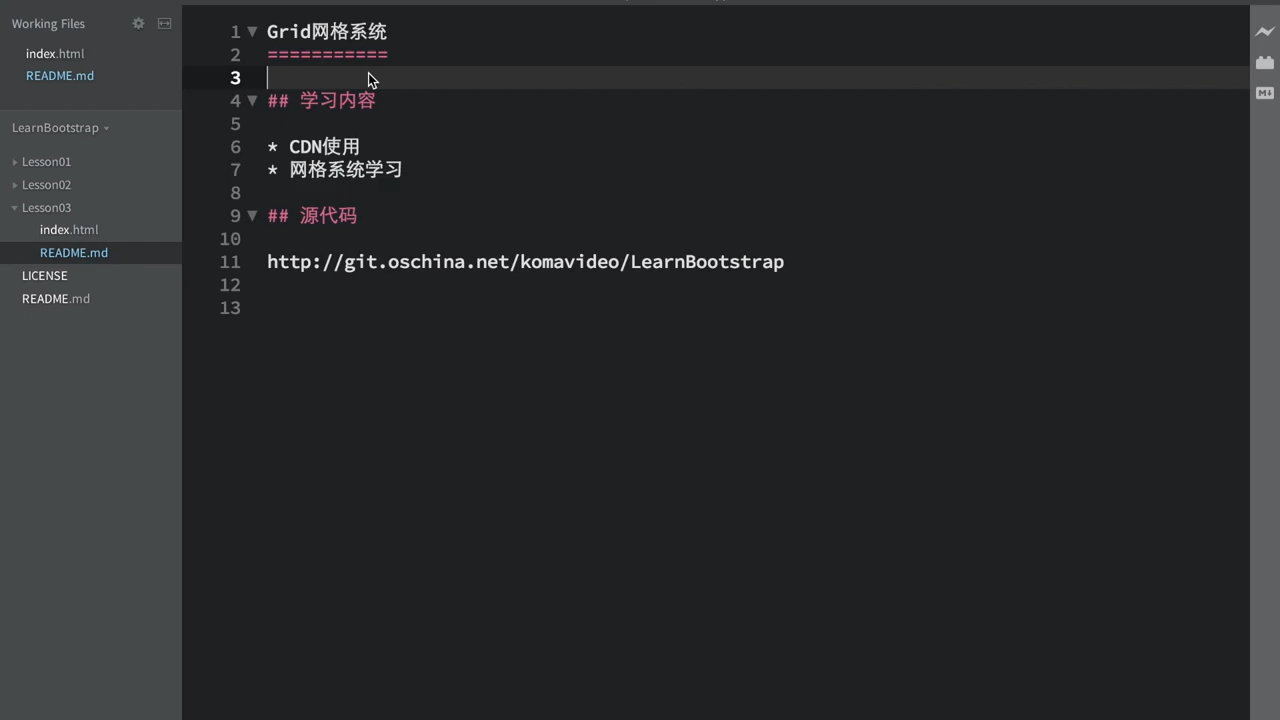 Working Files
index.html
README.md
LearnBootstrap
Lesson01
Lesson02
Lesson03
index.html
README.md
LICENSE
README.md
1 Grid网格系统
2 ===========
3
4 ## 学习内容
5
6 * CDN使用
7 * 网格系统学习
8
9 ## 源代码
10
11 http://git.oschina.net/komavideo/LearnBootstrap
12
13
M↓